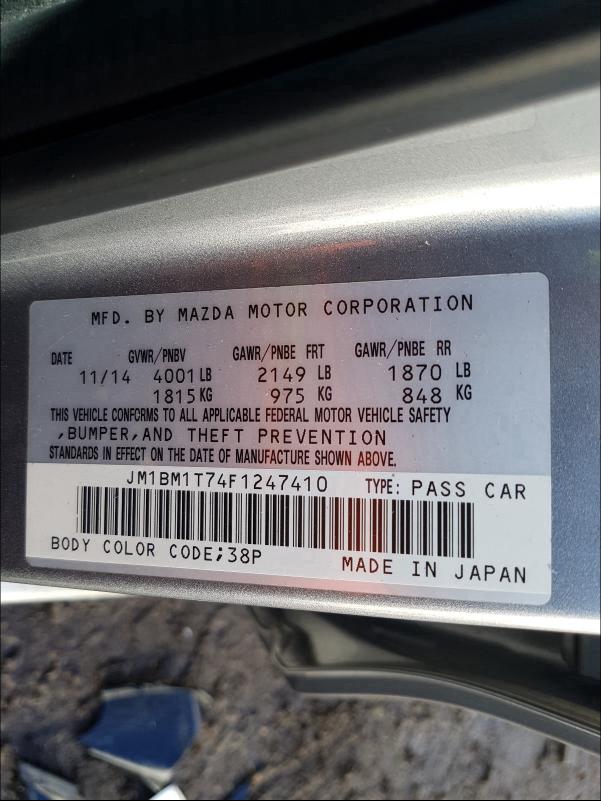 MFD. BY MAZDA MOTOR CORPORATION
DATE GVWR/PNBV GAWR/PNBE FRT GAWR/PNBE RR
11/14 4001 LB 2149 LB 1870 LB
1815 KG 975 KG 848 KG
THIS VEHICLE CONFORMS TO ALL APPLICABLE FEDERAL MOTOR VEHICLE SAFETY
,BUMPER,AND THEFT PREVENTION
STANDARDS IN EFFECT ON THE DATE OF MANUFACTURE SHOWN ABOVE.
JM1BM1T74F1247410 TYPE: PASS CAR
BODY COLOR CODE;38P MADE IN JAPAN